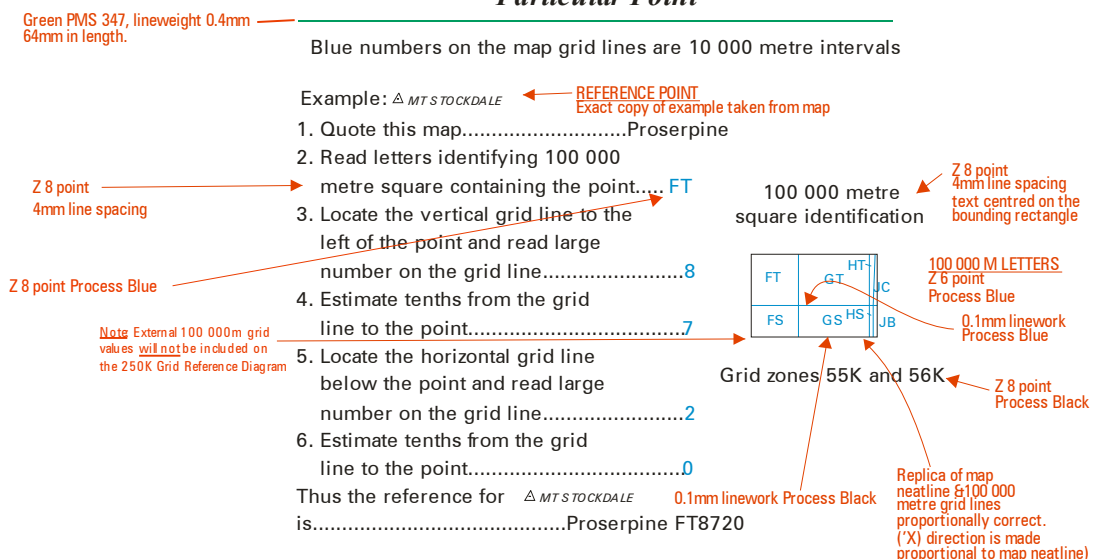 Particular Point
Green PMS 347, lineweight 0.4mm
64mm in length.
Blue numbers on the map grid lines are 10 000 metre intervals
Example: MT STOCKDALE
REFERENCE POINT
Exact copy of example taken from map
1. Quote this map............................Proserpine
2. Read letters identifying 100 000
metre square containing the point..... FT
Z 8 point
4mm line spacing
3. Locate the vertical grid line to the
left of the point and read large
number on the grid line.........................8
Z 8 point Process Blue
4. Estimate tenths from the grid
line to the point......................................7
Note External 100 000m grid
values will not be included on
the 250K Grid Reference Diagram
5. Locate the horizontal grid line
below the point and read large
number on the grid line.........................2
6. Estimate tenths from the grid
line to the point......................................0
Thus the reference for MT STOCKDALE
is...........................................Proserpine FT8720
100 000 metre
square identification
Z 8 point
4mm line spacing
text centred on the
bounding rectangle
FT GT HT JC
FS GS HS JB
100 000 M LETTERS
Z 6 point
Process Blue
0.1mm linework
Process Blue
Grid zones 55K and 56K
Z 8 point
Process Black
0.1mm linework Process Black
Replica of map
neatline &100 000
metre grid lines
proportionally correct.
('X) direction is made
proportional to map neatline)